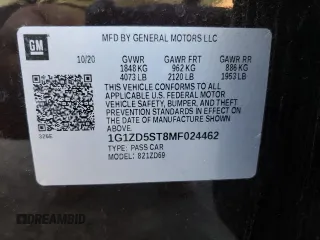 GM
MFD BY GENERAL MOTORS LLC
10/20 GVWR GAWR FRT GAWR RR
1848 KG 962 KG 886 KG
4073 LB 2120 LB 1953 LB
THIS VEHICLE CONFORMS TO ALL
APPLICABLE U.S. FEDERAL MOTOR
VEHICLE SAFETY, BUMPER, AND THEFT
PREVENTION STANDARDS IN EFFECT ON
THE DATE OF MANUFACTURE SHOWN ABOVE.
1G1ZD5ST8MF024462
TYPE: PASS CAR
MODEL: 821ZD69
© DREAMBID